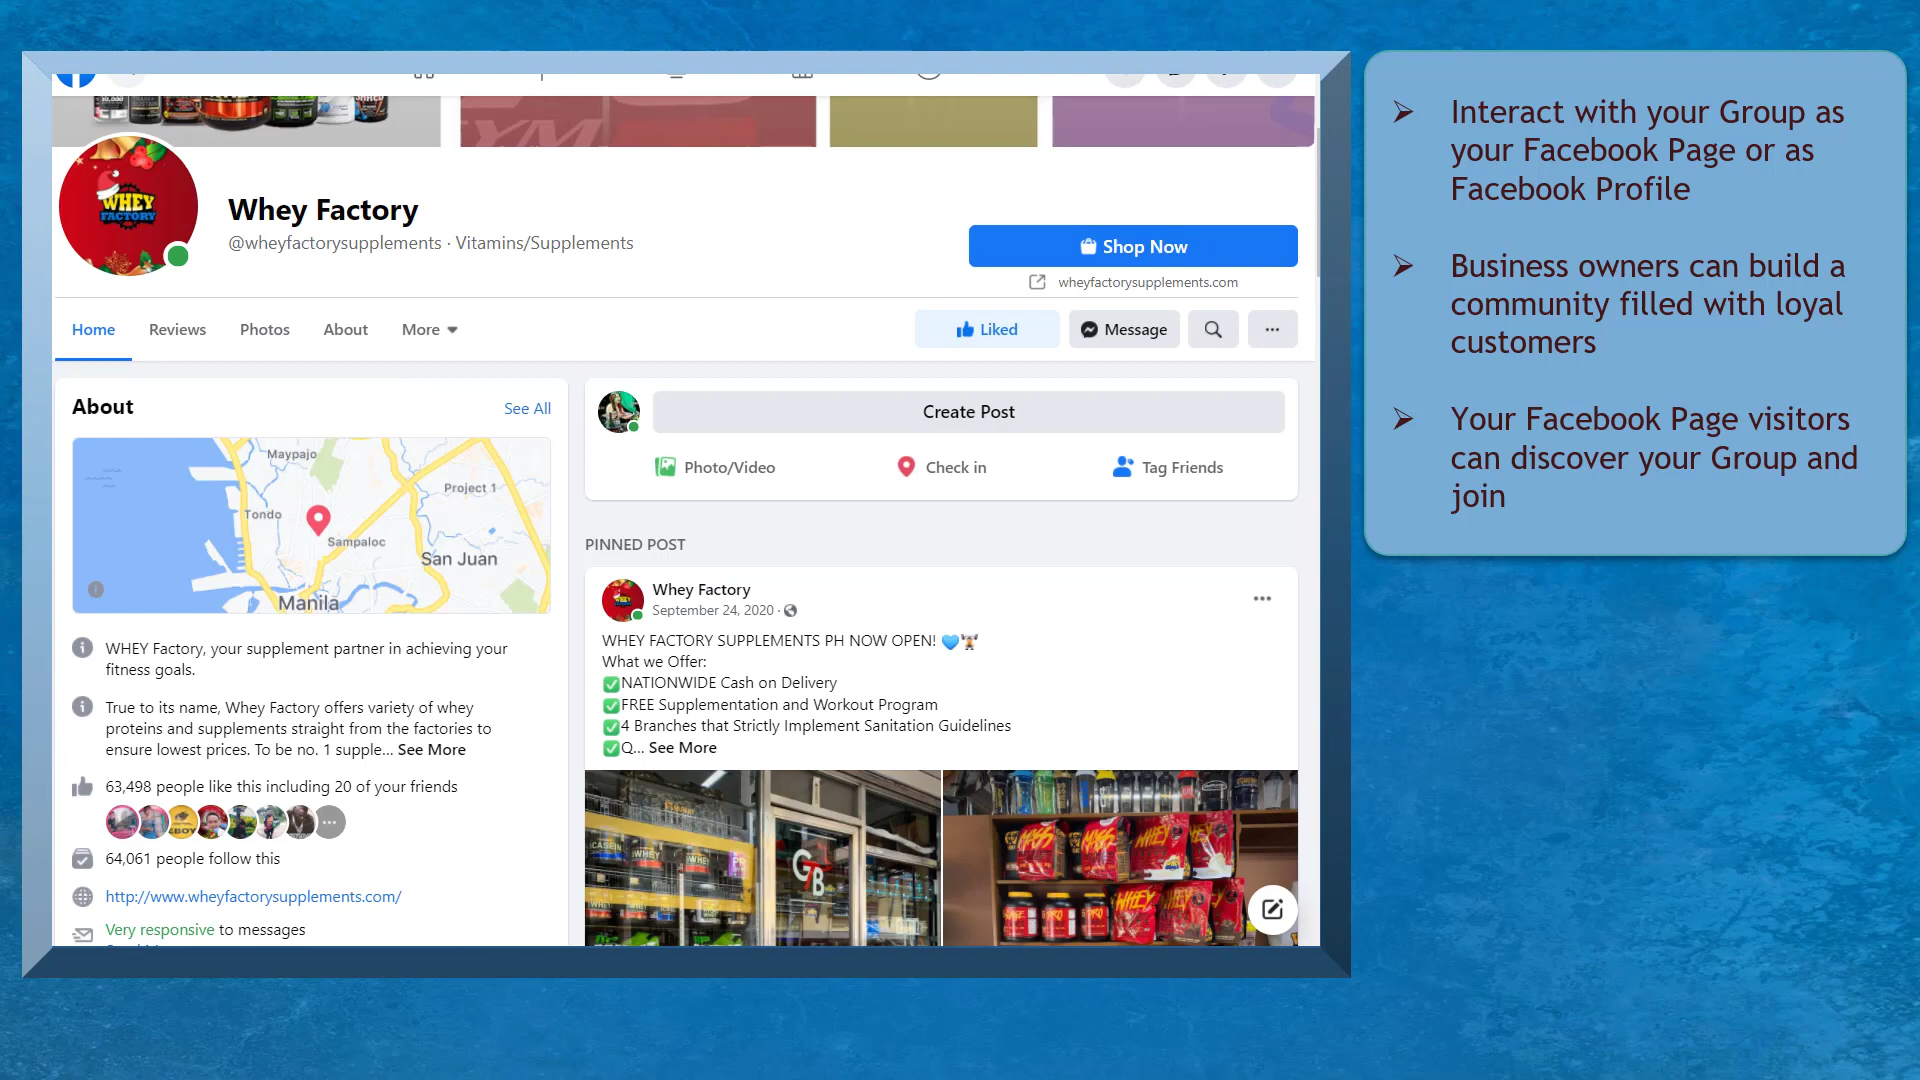 WHEY
FACTORY
Whey Factory
@wheyfactorysupplements · Vitamins/Supplements
Shop Now
wheyfactorysupplements.com
Home
Reviews
Photos
About
More
Liked
Message
About
See All
Maypajo
Project 1
Tondo
Sampaloc
San Juan
Manila
WHEY Factory, your supplement partner in achieving your
fitness goals.
True to its name, Whey Factory offers variety of whey
proteins and supplements straight from the factories to
ensure lowest prices. To be no. 1 supple... See More
63,498 people like this including 20 of your friends
64,061 people follow this
http://www.wheyfactorysupplements.com/
Very responsive to messages
Create Post
Photo/Video
Check in
Tag Friends
PINNED POST
Whey Factory
September 24, 2020 ·
WHEY FACTORY SUPPLEMENTS PH NOW OPEN! 💙🏋
What we Offer:
✅NATIONWIDE Cash on Delivery
✅FREE Supplementation and Workout Program
✅4 Branches that Strictly Implement Sanitation Guidelines
✅Q... See More
GB
MASS
MASS
WHEY
WHEY
WHEY
➢ Interact with your Group as
your Facebook Page or as
Facebook Profile
➢ Business owners can build a
community filled with loyal
customers
➢ Your Facebook Page visitors
can discover your Group and
join